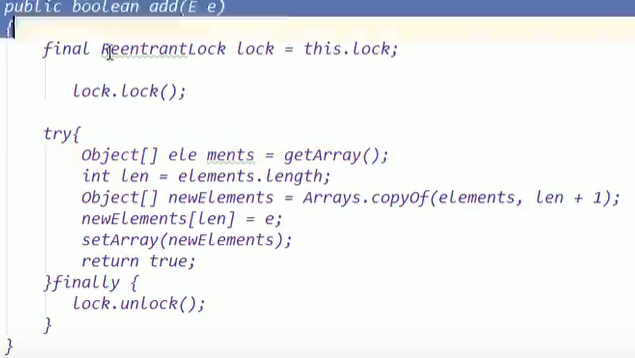 public boolean add(E e)
{
final ReentrantLock lock = this.lock;
lock.lock();
try{
Object[] ele ments = getArray();
int len = elements.length;
Object[] newElements = Arrays.copyOf(elements, len + 1);
newElements[len] = e;
setArray(newElements);
return true;
}finally {
lock.unlock();
}
}